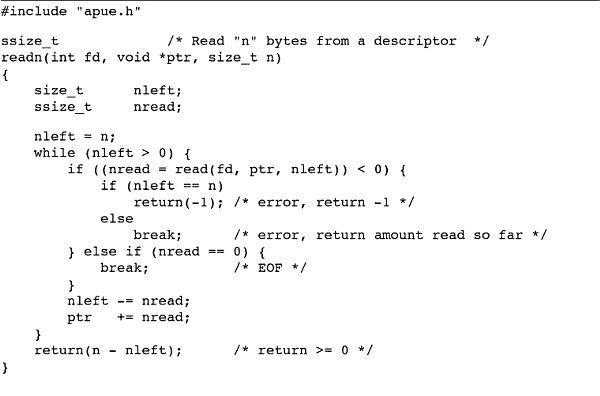 #include "apue.h"
ssize_t             /* Read "n" bytes from a descriptor  */
readn(int fd, void *ptr, size_t n)
{
    size_t      nleft;
    ssize_t     nread;
    nleft = n;
    while (nleft > 0) {
        if ((nread = read(fd, ptr, nleft)) < 0) {
            if (nleft == n)
                return(-1); /* error, return -1 */
            else
                break;      /* error, return amount read so far */
        } else if (nread == 0) {
            break;          /* EOF */
        }
        nleft -= nread;
        ptr   += nread;
    }
    return(n - nleft);      /* return >= 0 */
}